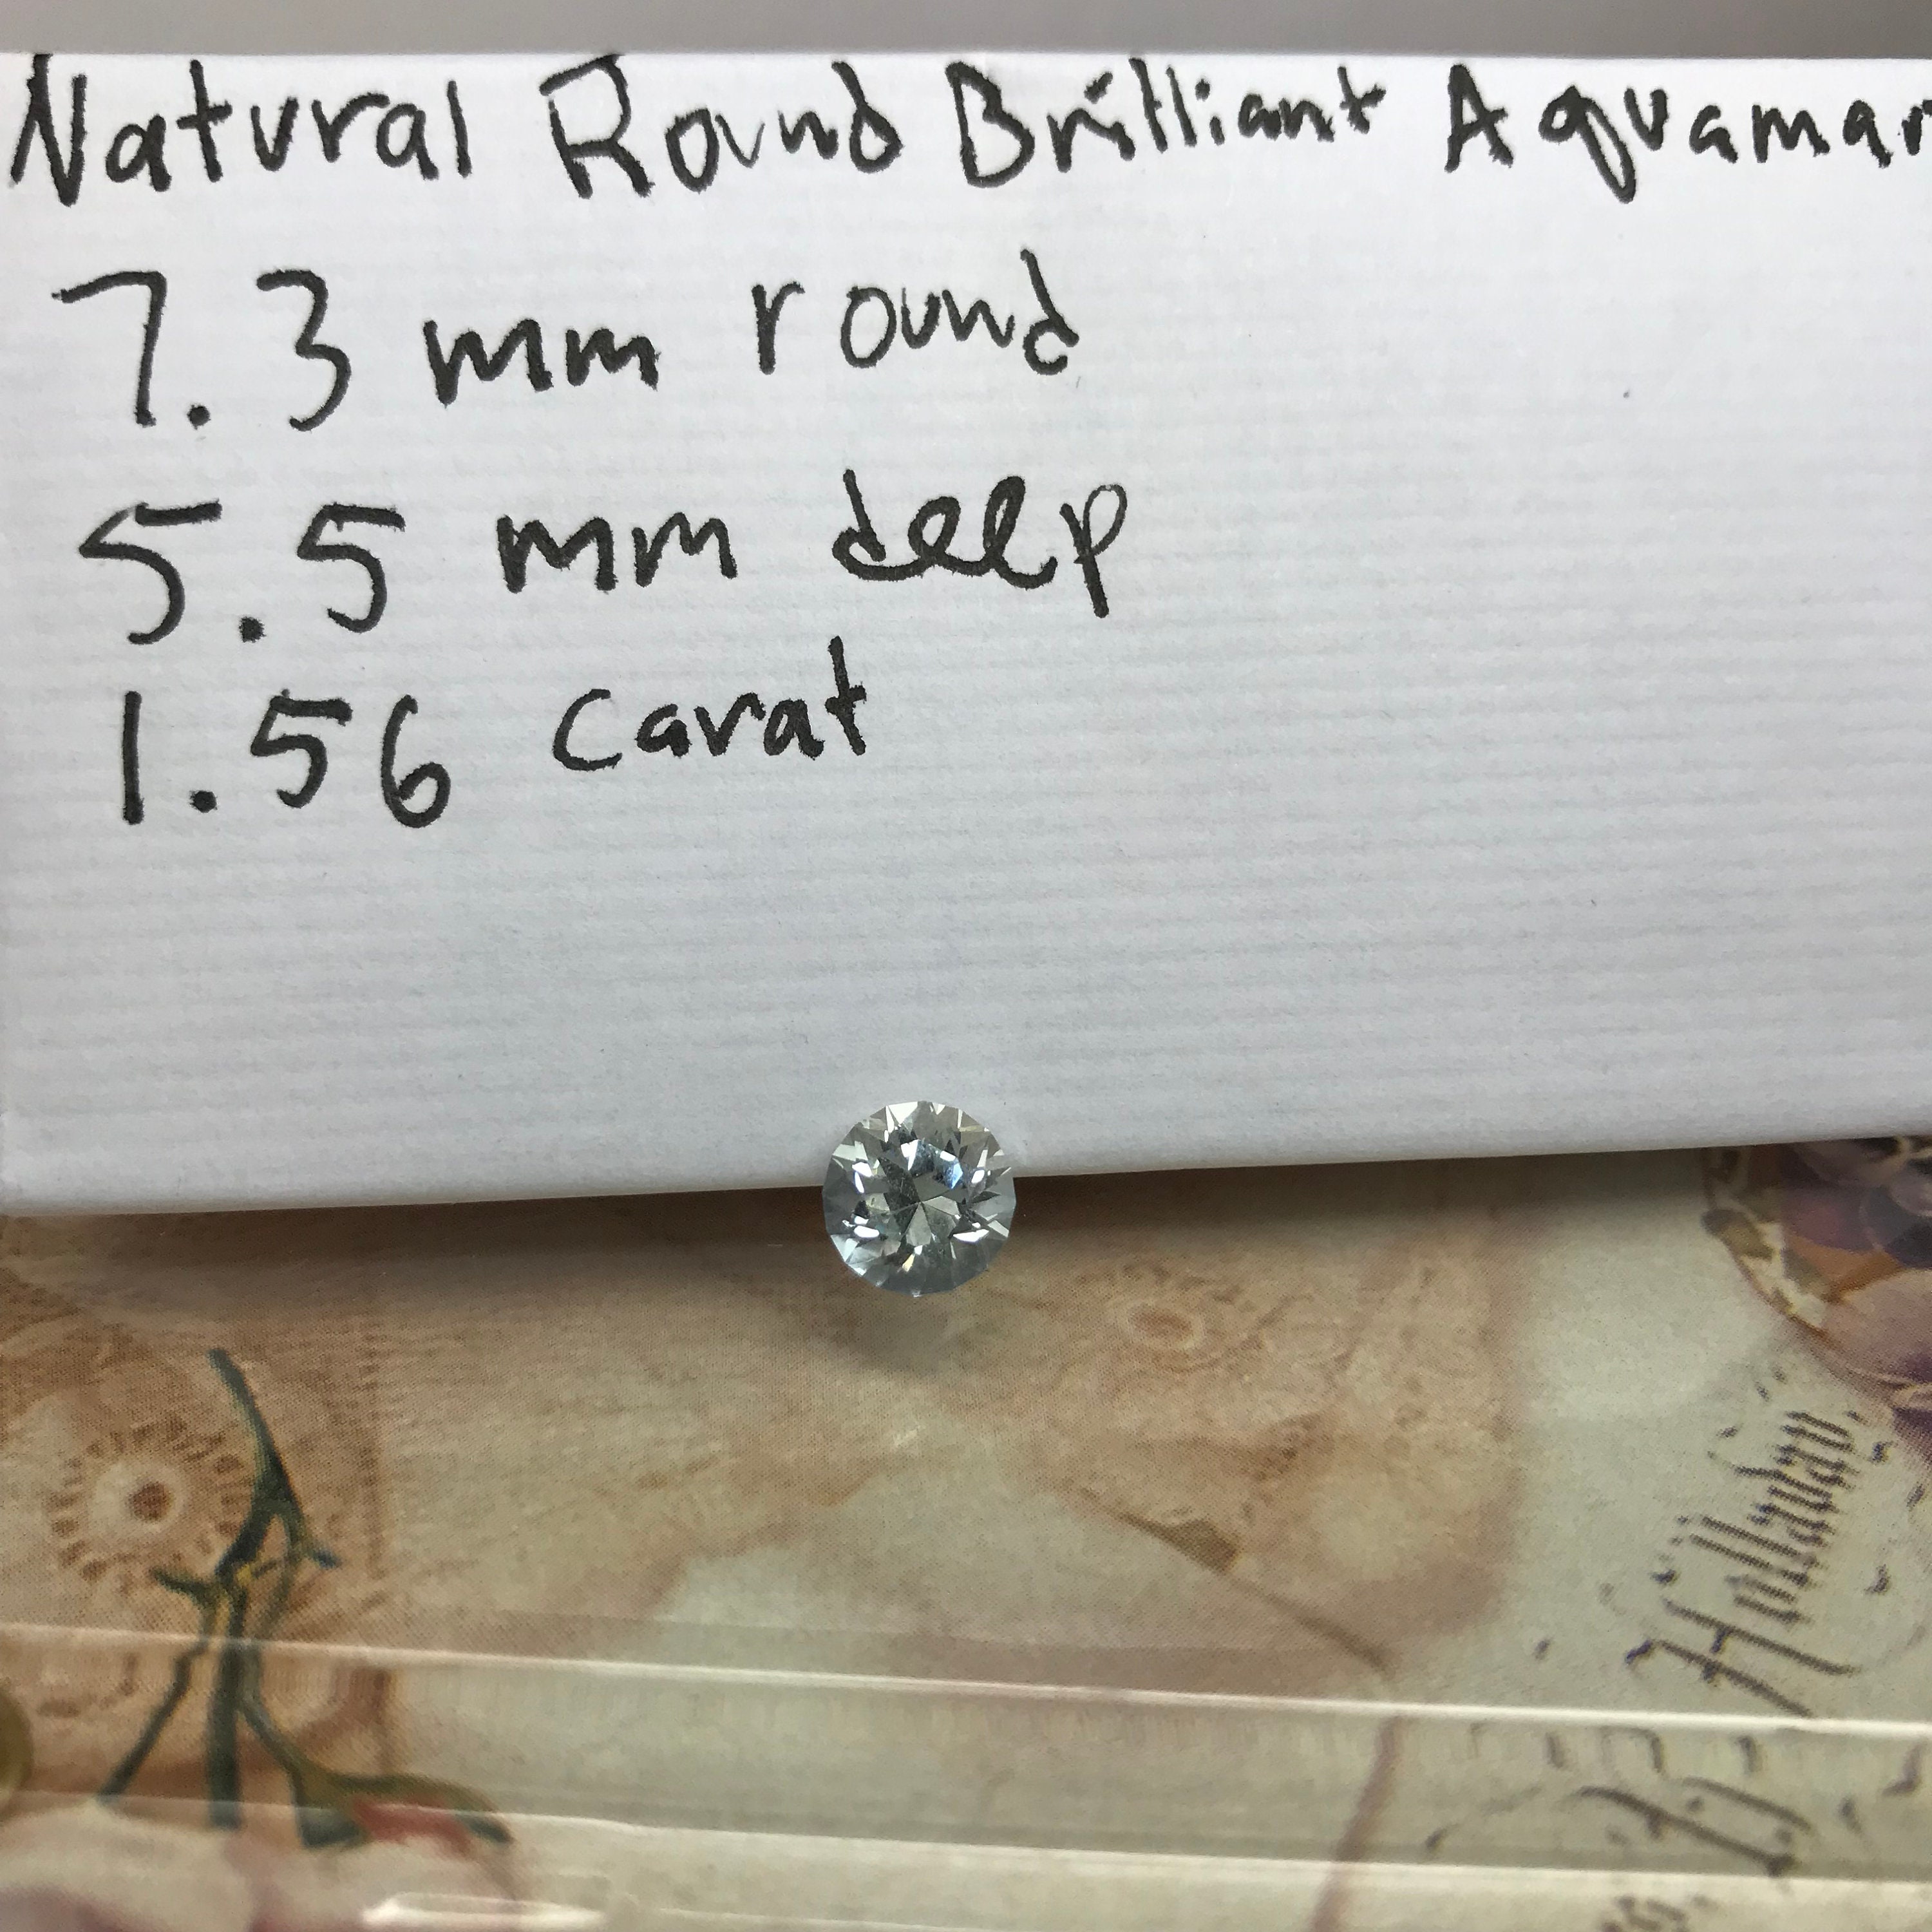 Natural Round Brilliant Aquamar
7.3 mm round
5.5 mm deep
1.56 carat